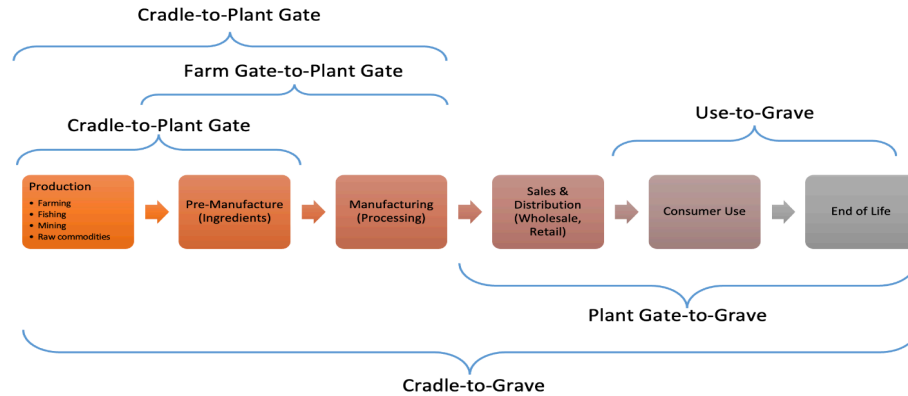 Cradle-to-Plant Gate
Farm Gate-to-Plant Gate
Cradle-to-Plant Gate
Use-to-Grave
Production
• Farming
• Fishing
• Mining
• Raw commodities
Pre-Manufacture
(Ingredients)
Manufacturing
(Processing)
Sales &
Distribution
(Wholesale,
Retail)
Consumer Use
End of Life
Plant Gate-to-Grave
Cradle-to-Grave